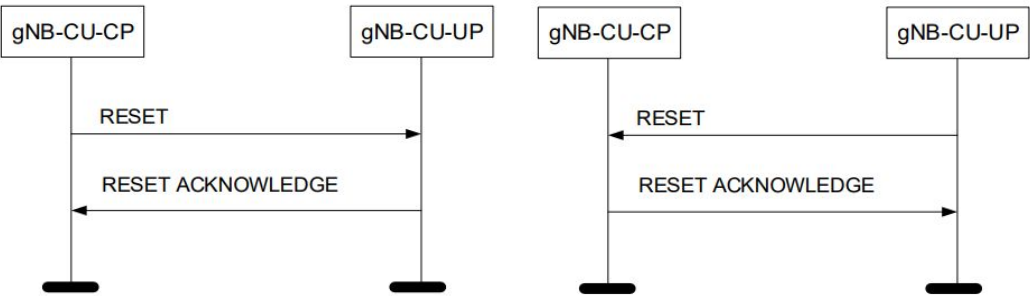 gNB-CU-CP
gNB-CU-UP
RESET
RESET ACKNOWLEDGE
gNB-CU-CP
gNB-CU-UP
RESET
RESET ACKNOWLEDGE